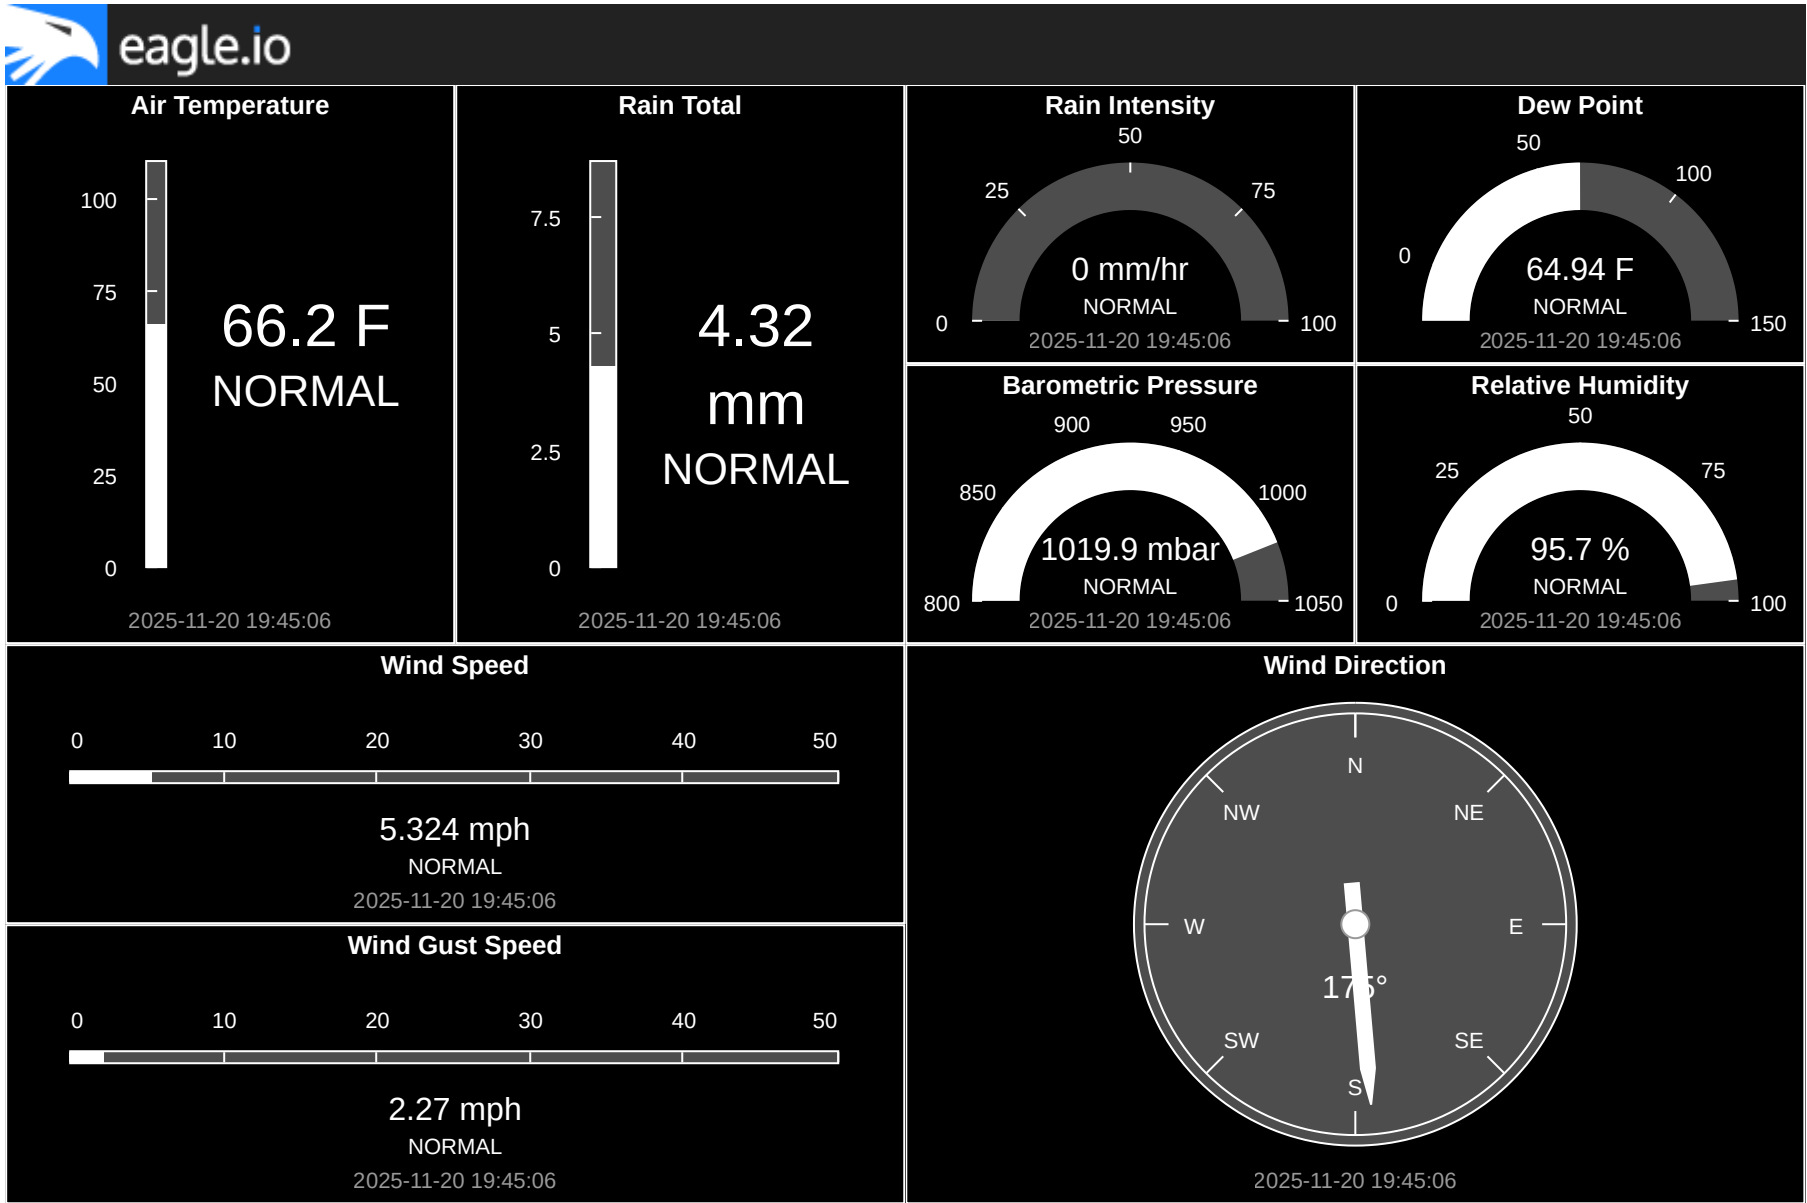 eagle.io
Air Temperature
100
75
50
25
0
66.2 F
NORMAL
2025-11-20 19:45:06
Rain Total
7.5
5
2.5
0
4.32
mm
NORMAL
2025-11-20 19:45:06
Rain Intensity
50
25
75
0
100
0 mm/hr
NORMAL
2025-11-20 19:45:06
Dew Point
50
100
0
150
64.94 F
NORMAL
2025-11-20 19:45:06
Barometric Pressure
900
950
850
1000
800
1050
1019.9 mbar
NORMAL
2025-11-20 19:45:06
Relative Humidity
50
25
75
0
100
95.7 %
NORMAL
2025-11-20 19:45:06
Wind Speed
0 10 20 30 40 50
5.324 mph
NORMAL
2025-11-20 19:45:06
Wind Gust Speed
0 10 20 30 40 50
2.27 mph
NORMAL
2025-11-20 19:45:06
Wind Direction
N
NW
NE
W
E
175°
SW
SE
S
2025-11-20 19:45:06